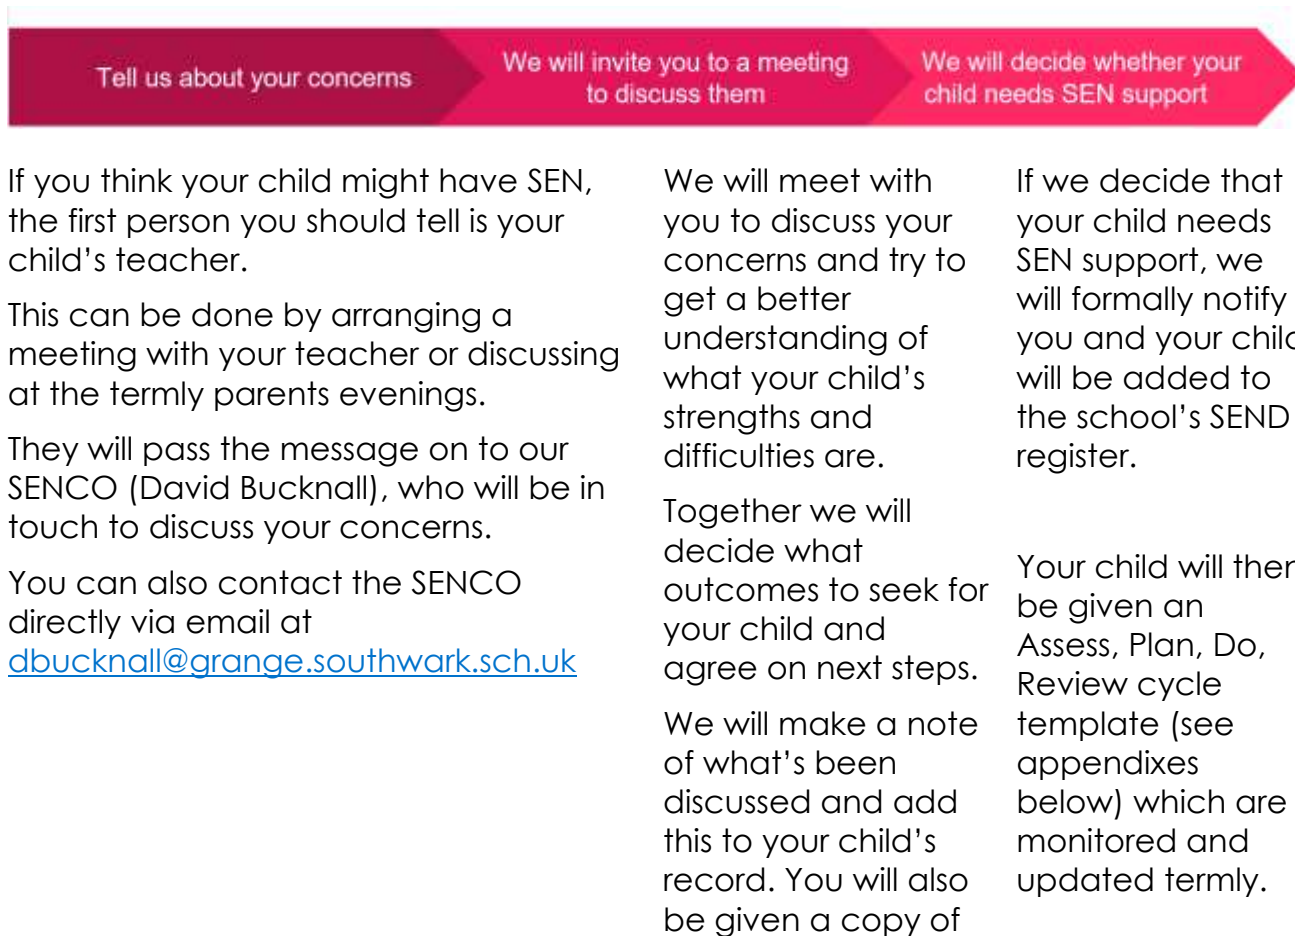 Tell us about your concerns
We will invite you to a meeting
to discuss them
We will decide whether your
child needs SEN support
If you think your child might have SEN,
the first person you should tell is your
child's teacher.
This can be done by arranging a
meeting with your teacher or discussing
at the termly parents evenings.
They will pass the message on to our
SENCO (David Bucknall), who will be in
touch to discuss your concerns.
You can also contact the SENCO
directly via email at
dbucknall@grange.southwark.sch.uk
We will meet with
you to discuss your
concerns and try to
get a better
understanding of
what your child's
strengths and
difficulties are.
Together we will
decide what
outcomes to seek for
your child and
agree on next steps.
We will make a note
of what's been
discussed and add
this to your child's
record. You will also
be given a copy of
If we decide that
your child needs
SEN support, we
will formally notify
you and your child
will be added to
the school's SEND
register.
Your child will then
be given an
Assess, Plan, Do,
Review cycle
template (see
appendixes
below) which are
monitored and
updated termly.